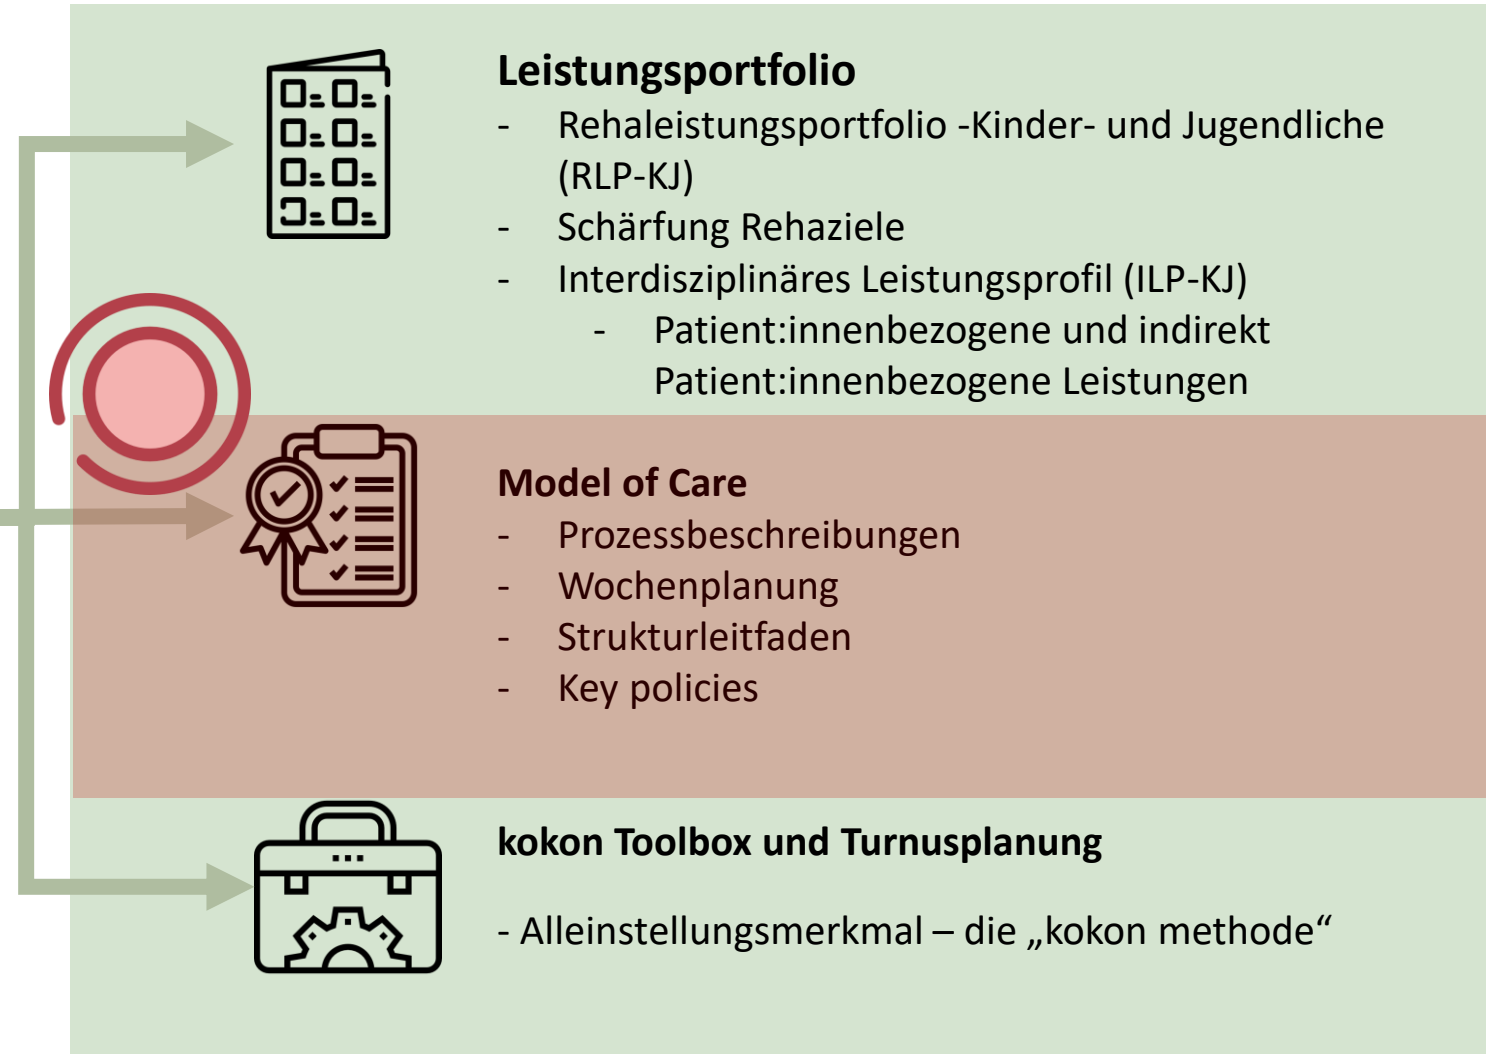 Leistungsportfolio
- Rehaleistungsportfolio -Kinder- und Jugendliche
(RLP-KJ)
- Schärfung Rehaziele
- Interdisziplinäres Leistungsprofil (ILP-KJ)
- Patient:innenbezogene und indirekt
Patient:innenbezogene Leistungen
Model of Care
- Prozessbeschreibungen
- Wochenplanung
- Strukturleitfaden
- Key policies
kokon Toolbox und Turnusplanung
- Alleinstellungsmerkmal – die „kokon methode“